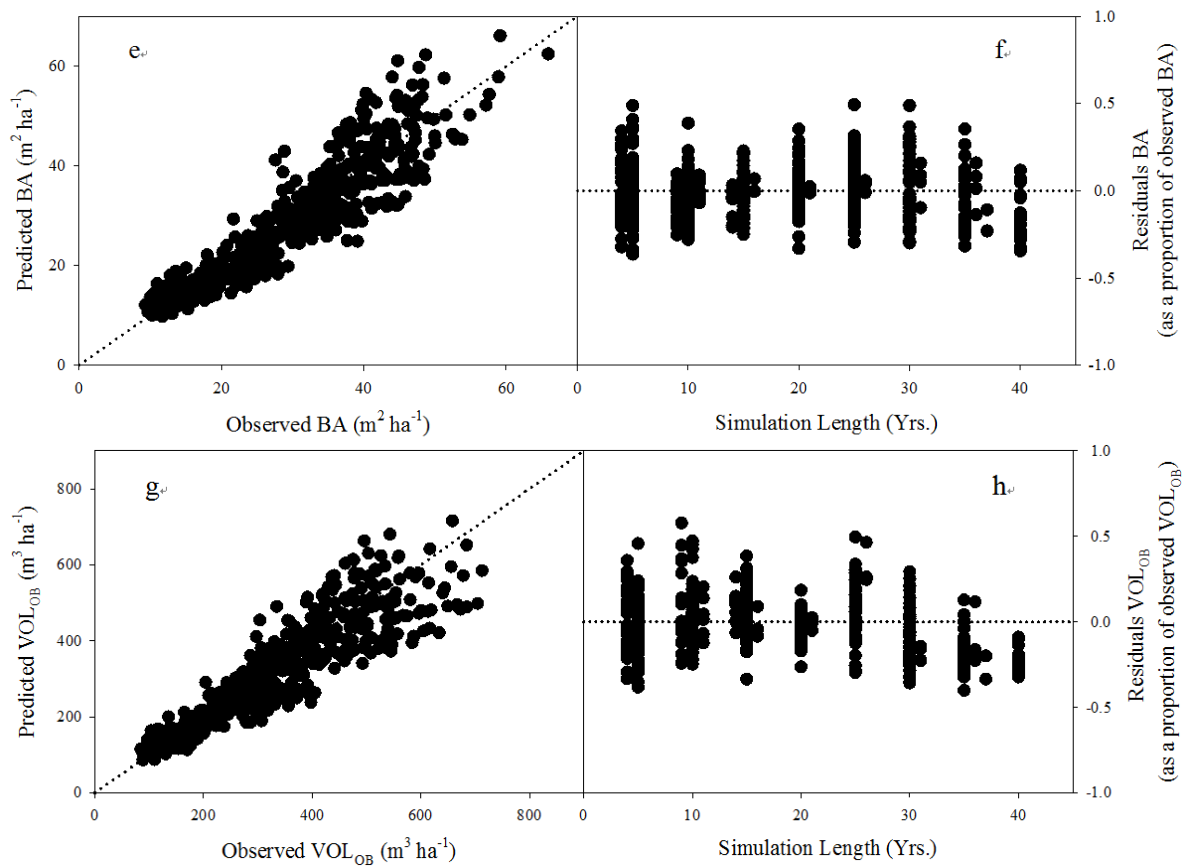 e↵
60
40
20
0
Predicted BA (m² ha⁻¹)
0
20
40
60
Observed BA (m² ha⁻¹)
f↵
1.0
0.5
0.0
-0.5
-1.0
Residuals BA
(as a proportion of observed BA)
0
10
20
30
40
Simulation Length (Yrs.)
g↵
800
600
400
200
0
Predicted VOL_OB (m³ ha⁻¹)
0
200
400
600
800
Observed VOL_OB (m³ ha⁻¹)
h↵
1.0
0.5
0.0
-0.5
-1.0
Residuals VOL_OB
(as a proportion of observed VOL_OB)
0
10
20
30
40
Simulation Length (Yrs.)